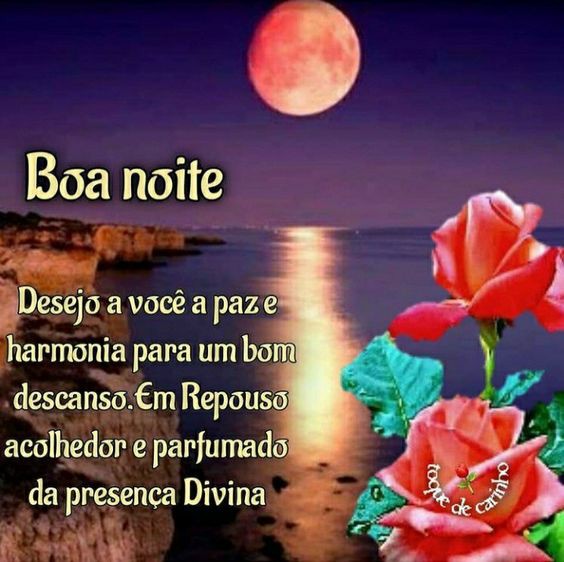 Boa noite
Desejo a você a paz e
harmonia para um bom
descanso.Em Repouso
acolhedor e parfumado
da presença Divina
toque de carinho